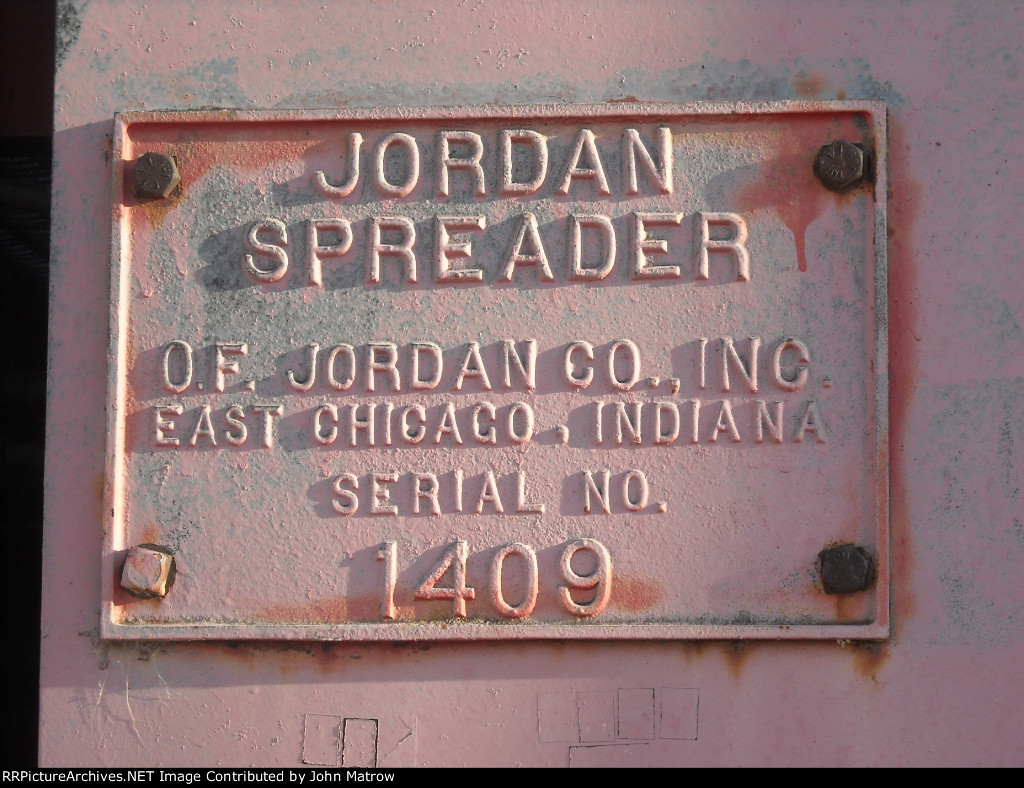 JORDAN
SPREADER
O.F. JORDAN CO., INC.
EAST CHICAGO, INDIANA
SERIAL NO.
1409
RRPictureArchives.NET Image Contributed by John Matrow